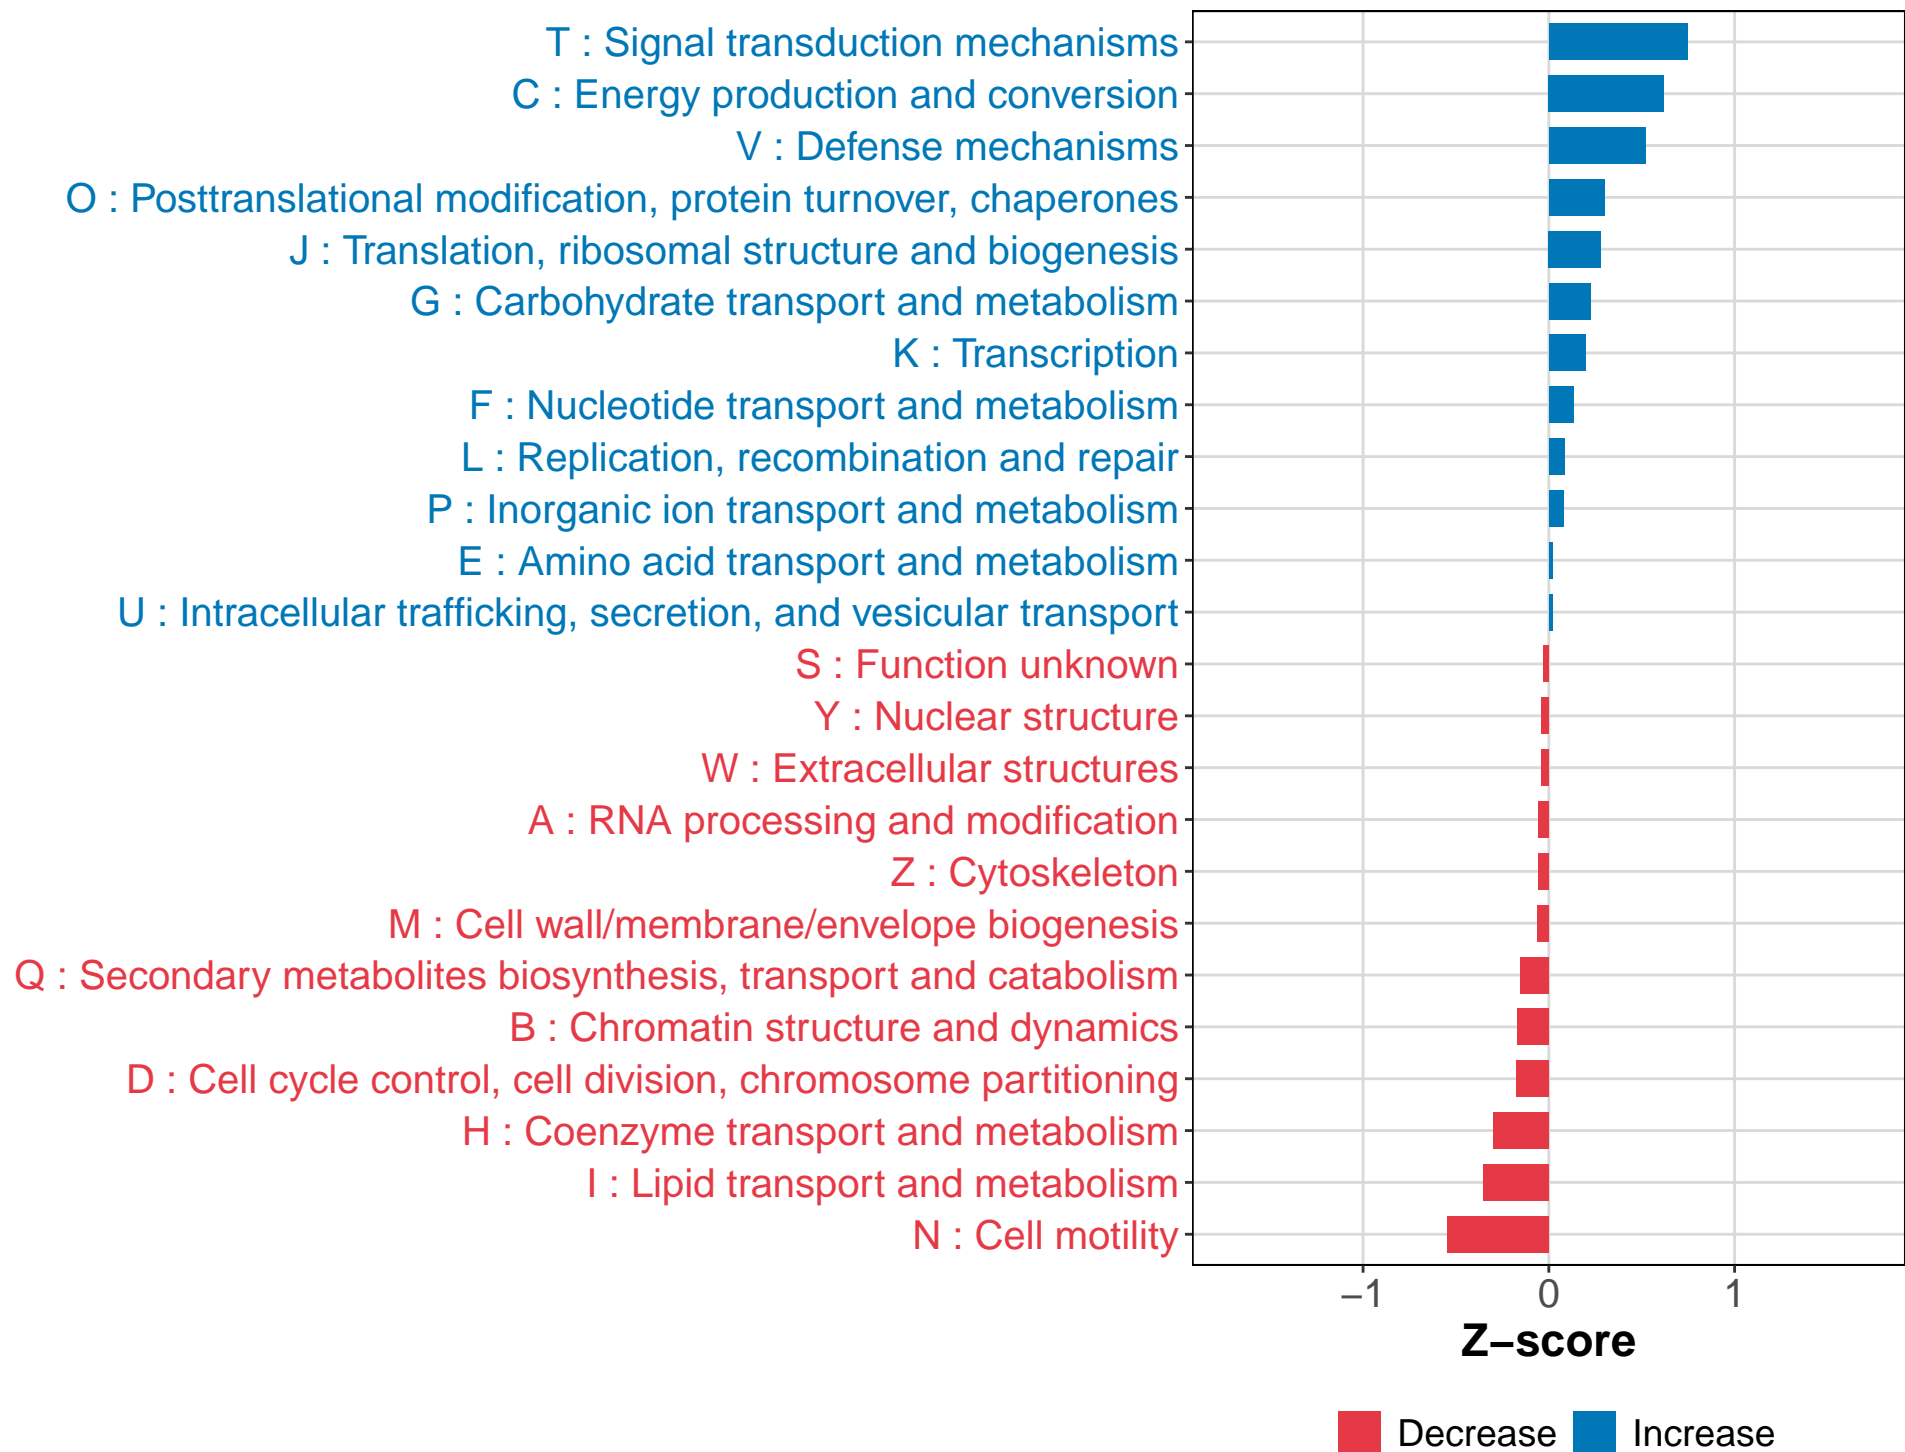 T : Signal transduction mechanisms
C : Energy production and conversion
V : Defense mechanisms
O : Posttranslational modification, protein turnover, chaperones
J : Translation, ribosomal structure and biogenesis
G : Carbohydrate transport and metabolism
K : Transcription
F : Nucleotide transport and metabolism
L : Replication, recombination and repair
P : Inorganic ion transport and metabolism
E : Amino acid transport and metabolism
U : Intracellular trafficking, secretion, and vesicular transport
S : Function unknown
Y : Nuclear structure
W : Extracellular structures
A : RNA processing and modification
Z : Cytoskeleton
M : Cell wall/membrane/envelope biogenesis
Q : Secondary metabolites biosynthesis, transport and catabolism
B : Chromatin structure and dynamics
D : Cell cycle control, cell division, chromosome partitioning
H : Coenzyme transport and metabolism
I : Lipid transport and metabolism
N : Cell motility
−1 0 1
Z−score
Decrease Increase